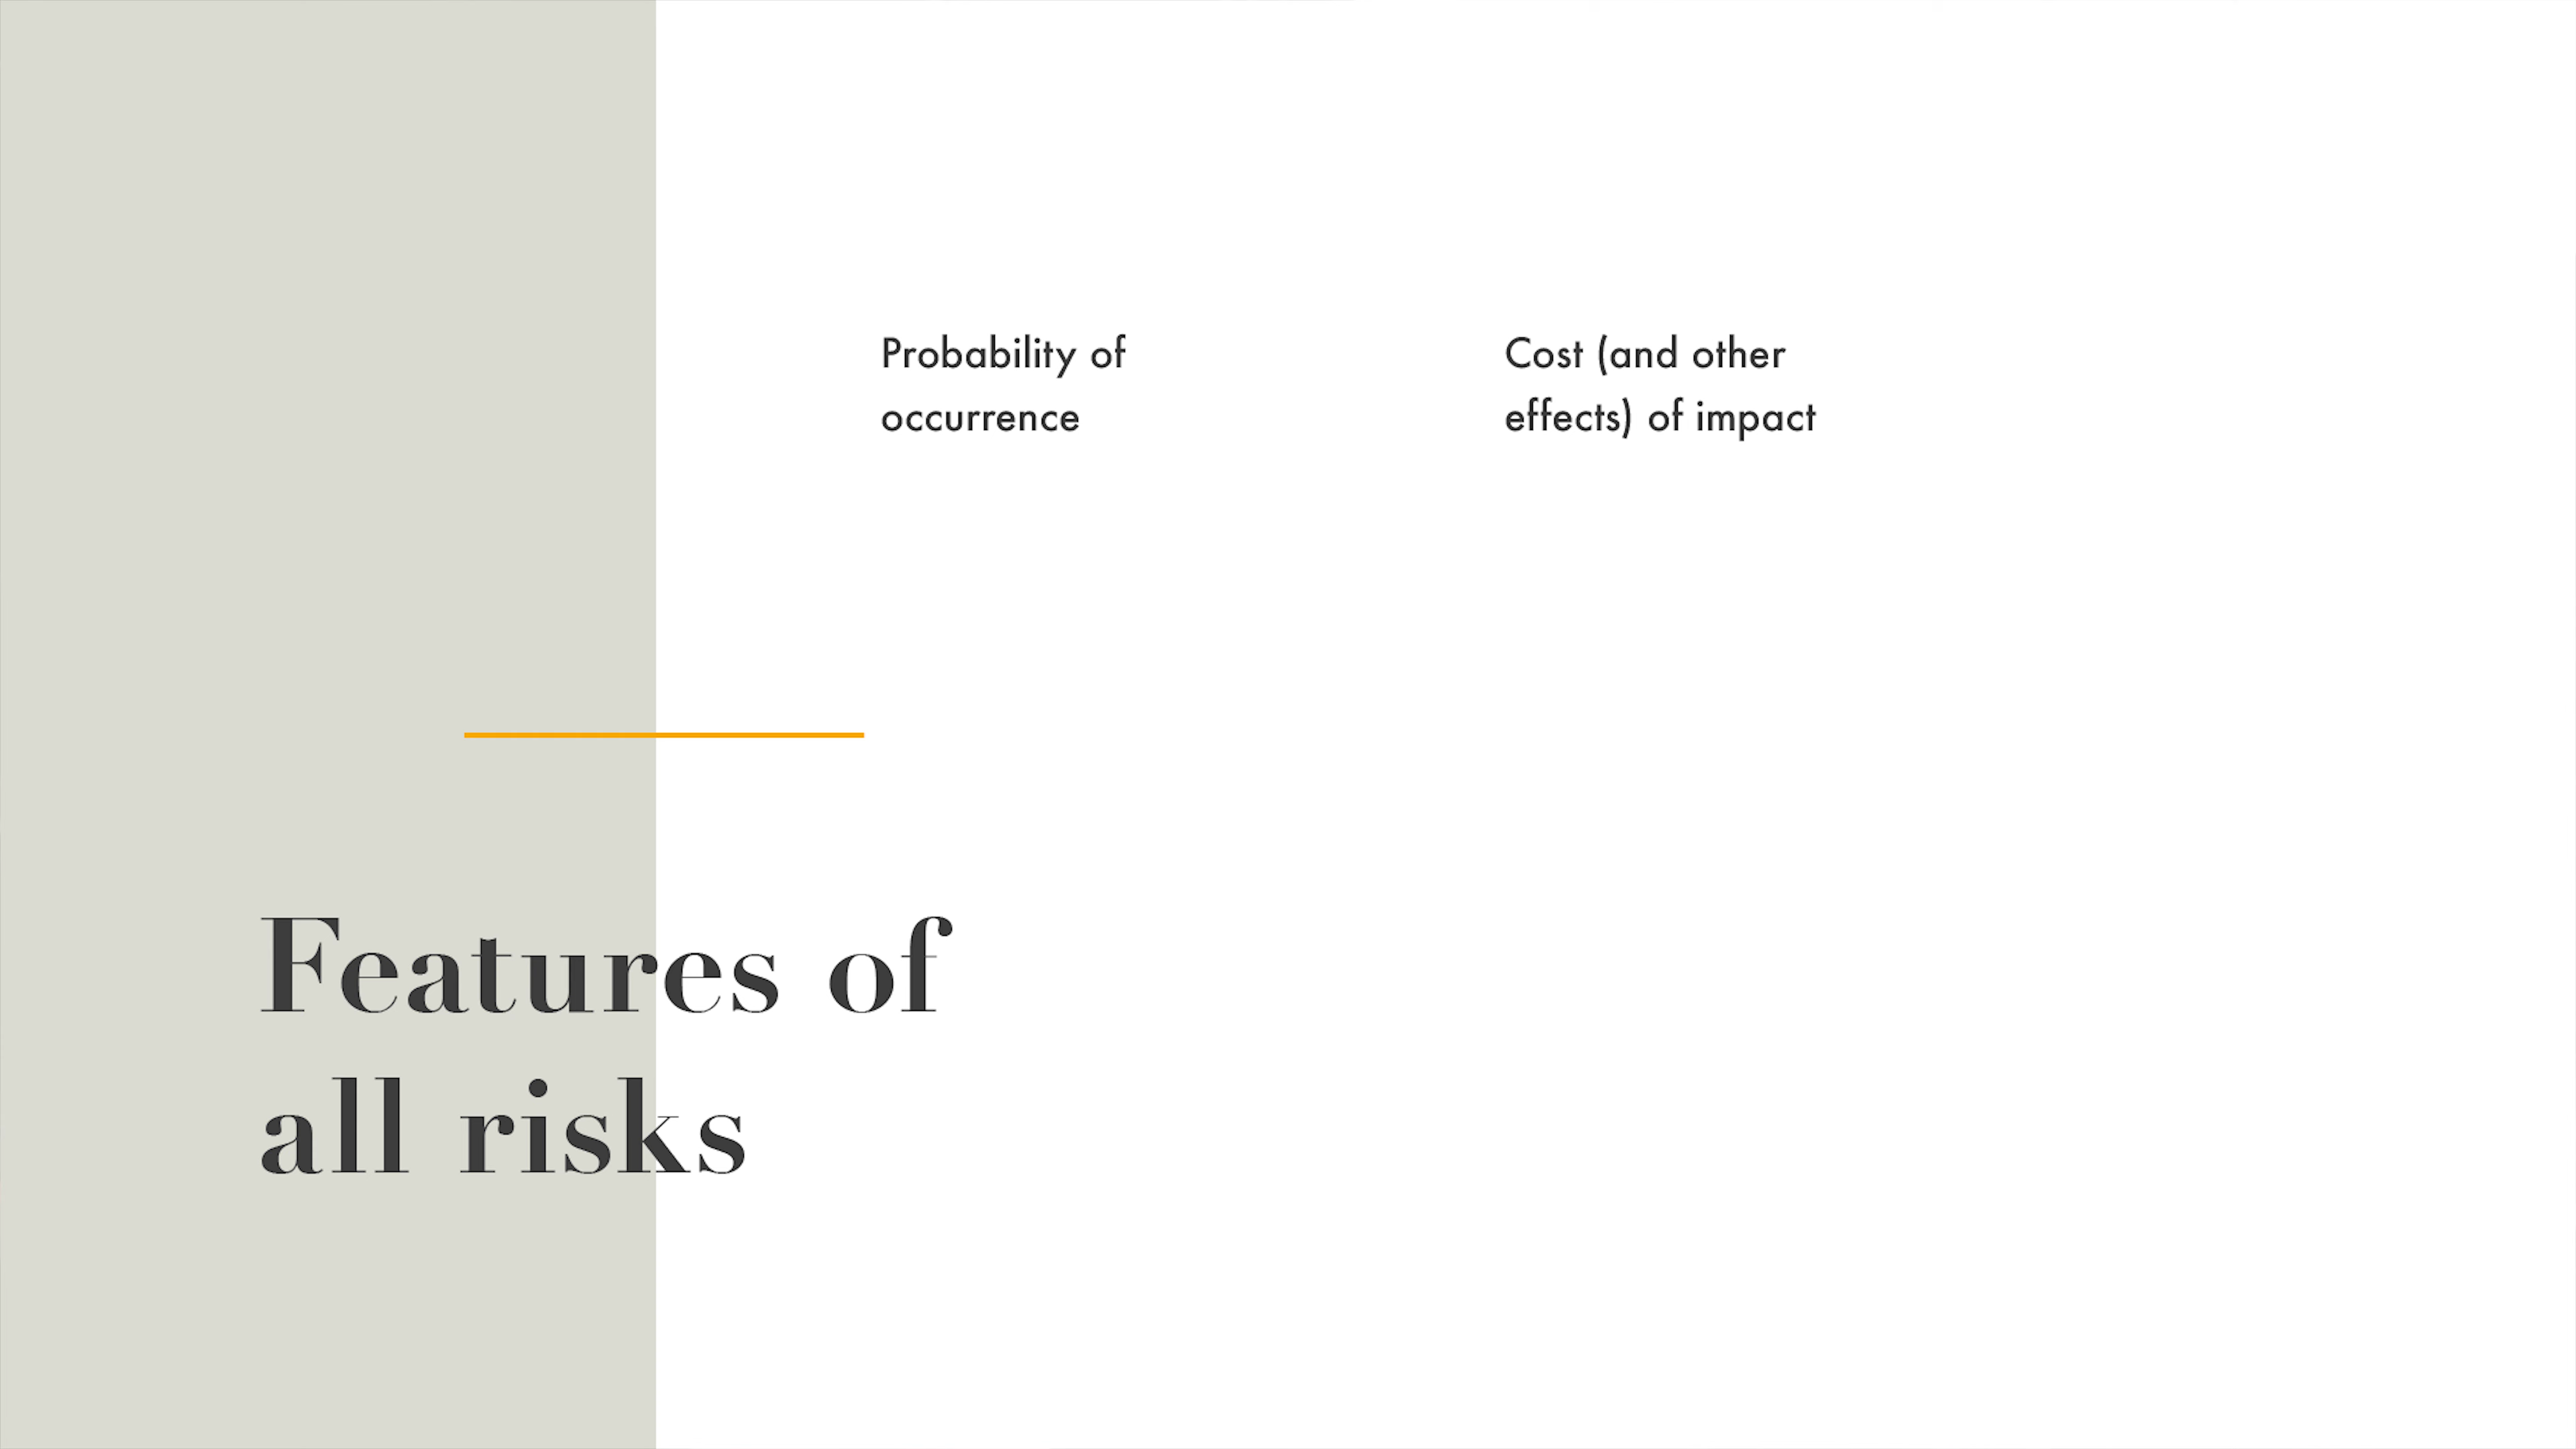 Probability of
occurrence
Cost (and other
effects) of impact
Features of
all risks